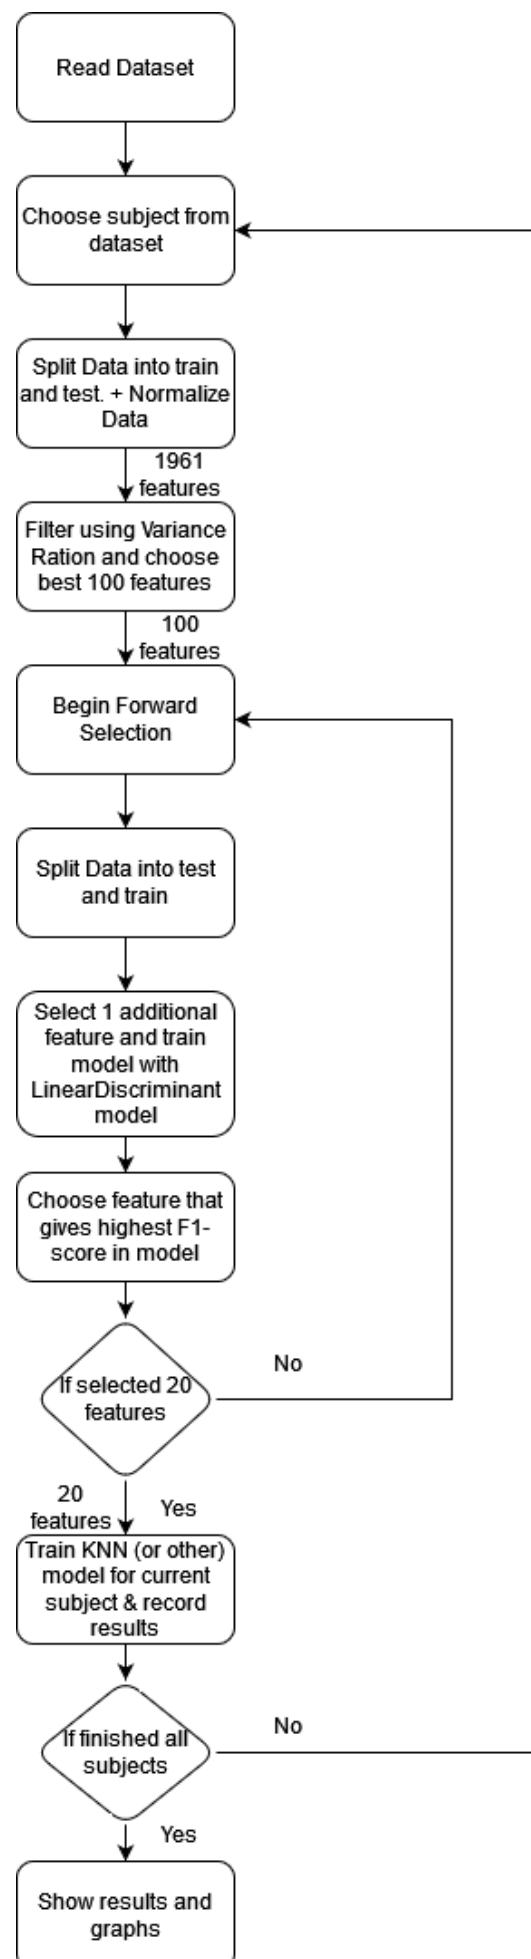 Read Dataset
Choose subject from
dataset
Split Data into train
and test. + Normalize
Data
1961
features
Filter using Variance
Ration and choose
best 100 features
100
features
Begin Forward
Selection
Split Data into test
and train
Select 1 additional
feature and train
model with
LinearDiscriminant
model
Choose feature that
gives highest F1-
score in model
If selected 20
features
No
20
features
Yes
Train KNN (or other)
model for current
subject & record
results
If finished all
subjects
No
Yes
Show results and
graphs